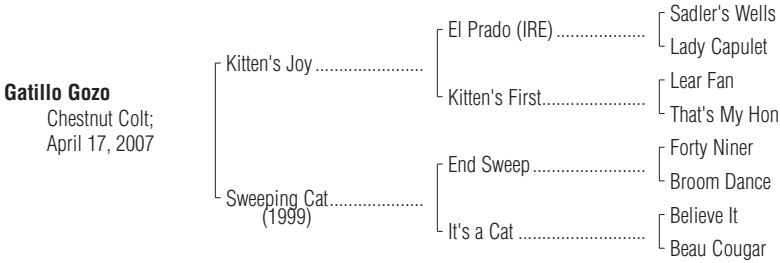 Sadler's Wells
El Prado (IRE)
Lady Capulet
Kitten's Joy
Lear Fan
Kitten's First
That's My Hon
Gatillo Gozo
Chestnut Colt;
April 17, 2007
Forty Niner
End Sweep
Broom Dance
Sweeping Cat
(1999)
Believe It
It's a Cat
Beau Cougar